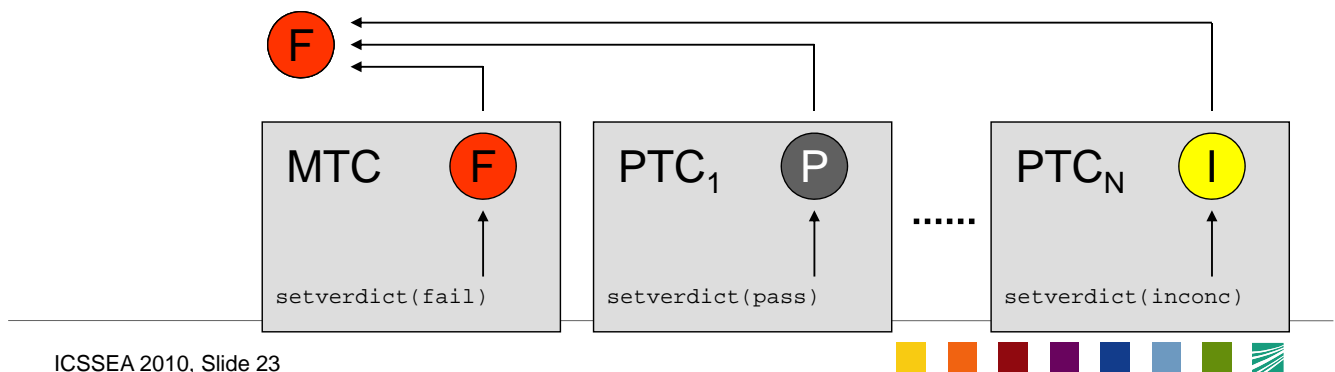 F
MTC F
PTC1 P
PTCN I
......
setverdict(fail)
setverdict(pass)
setverdict(inconc)
ICSSEA 2010, Slide 23